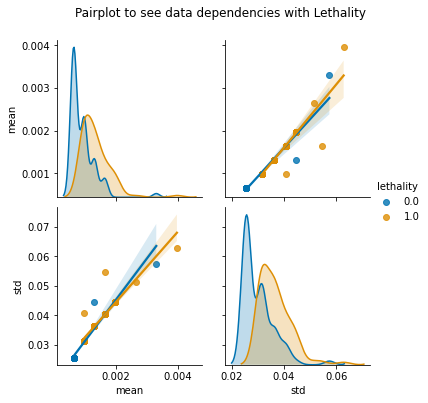 Pairplot to see data dependencies with Lethality
0.004
0.003
0.002
0.001
mean
lethality
0.0
1.0
0.07
0.06
0.05
0.04
0.03
std
0.002 0.004
0.02 0.04 0.06
mean
std